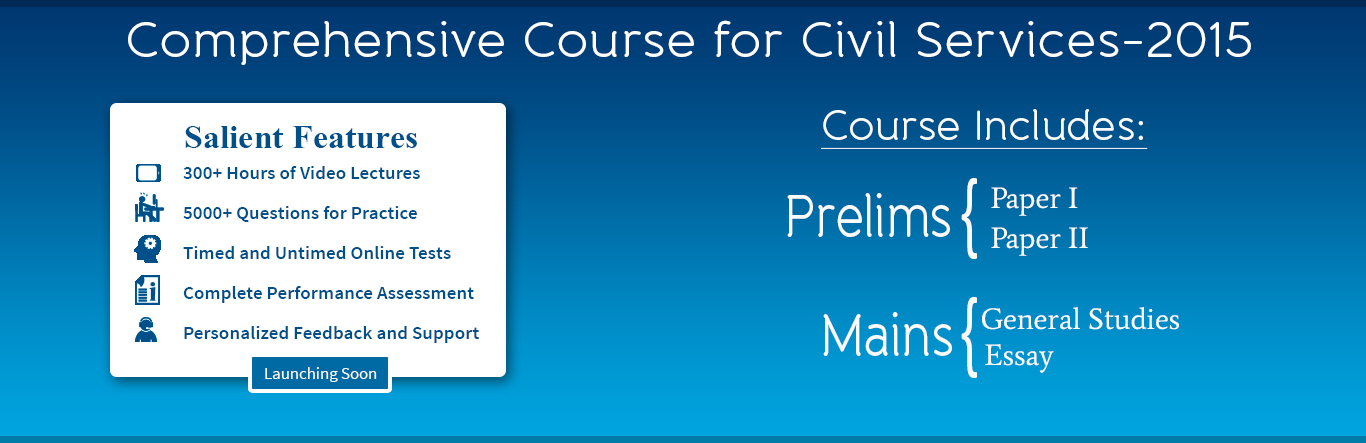 Comprehensive Course for Civil Services-2015
Salient Features
300+ Hours of Video Lectures
5000+ Questions for Practice
Timed and Untimed Online Tests
Complete Performance Assessment
Personalized Feedback and Support
Launching Soon
Course Includes:
Prelims { Paper I
Paper II
Mains { General Studies
Essay